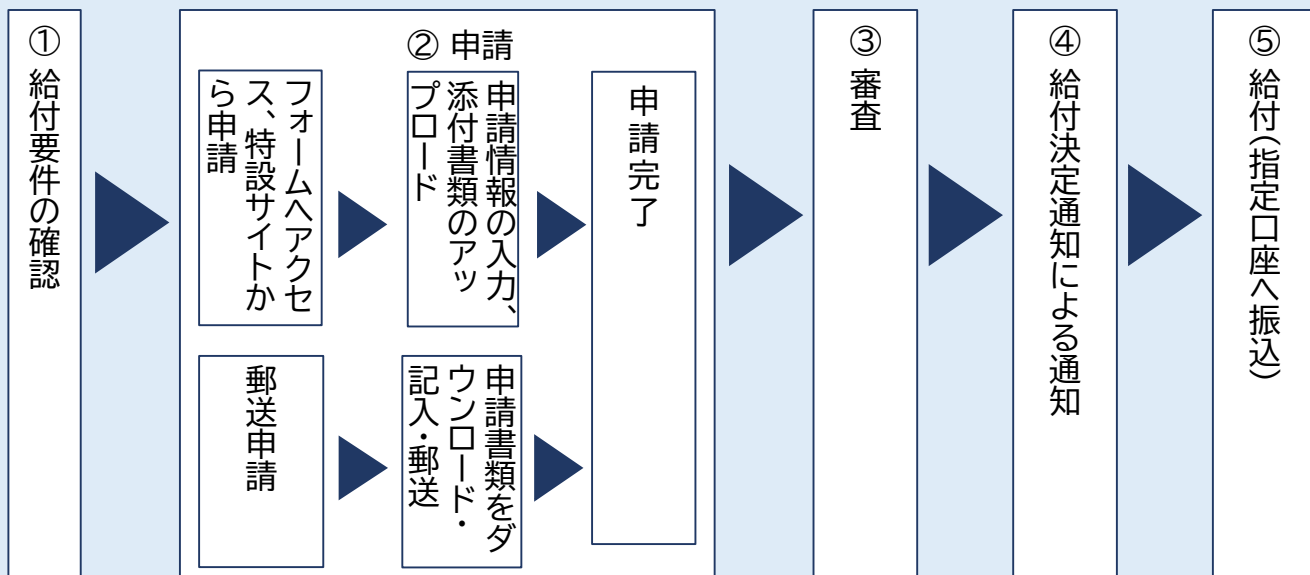 ①
給付要件の確認
② 申請
フォームへアクセ
ス、特設サイトか
ら申請
申請情報の入力、
添付書類のアッ
プロード
郵送申請
申請書類をダ
ウンロード・
記入・郵送
申請完了
③
審査
④
給付決定通知による通知
⑤
給付(指定口座へ振込)